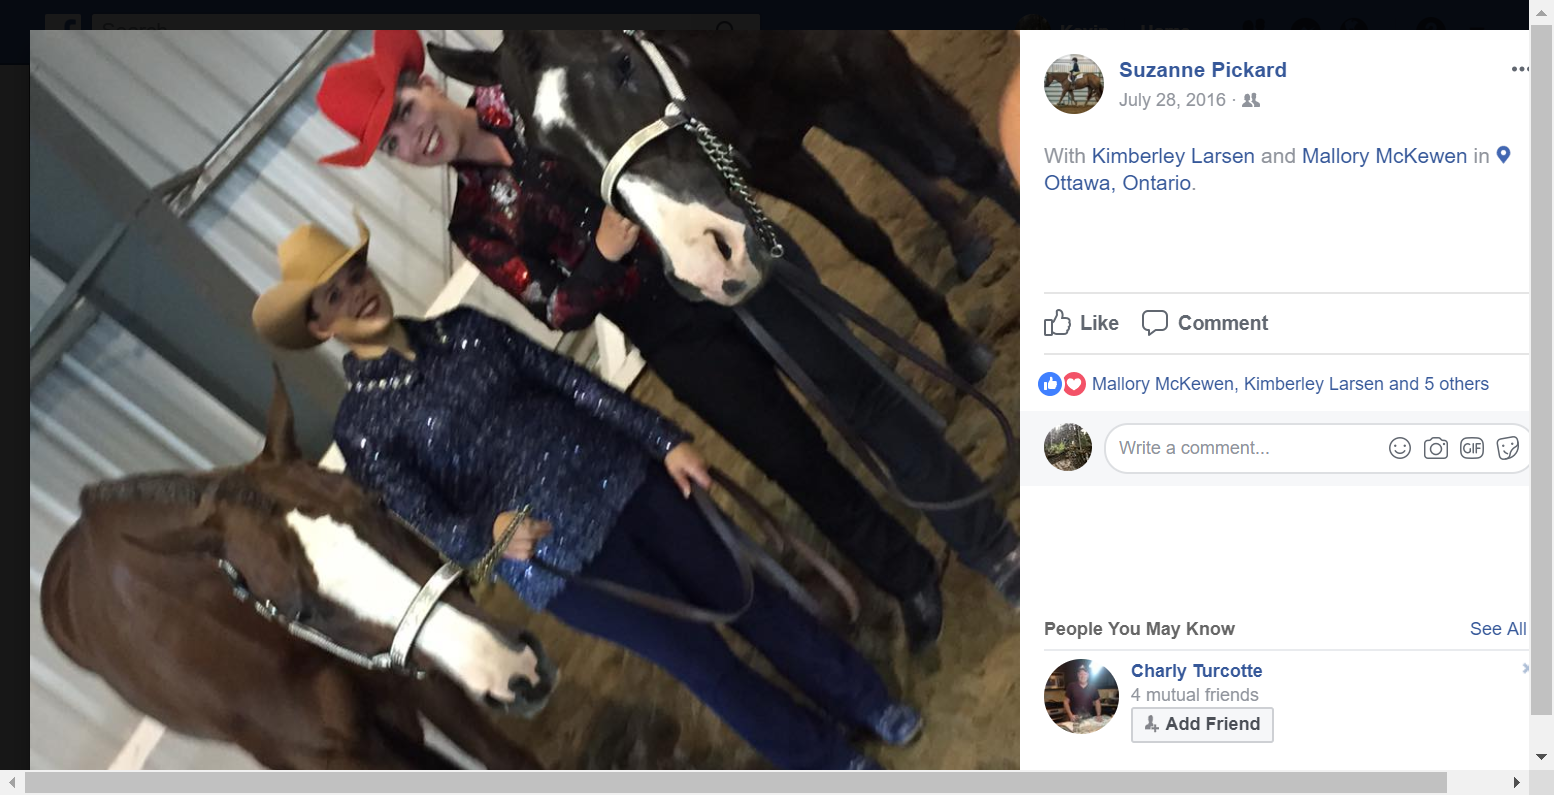 Search
Suzanne Pickard
July 28, 2016 ·
With Kimberley Larsen and Mallory McKewen in
Ottawa, Ontario.
Like Comment
Mallory McKewen, Kimberley Larsen and 5 others
Write a comment...
GIF
People You May Know
See All
Charly Turcotte
4 mutual friends
Add Friend